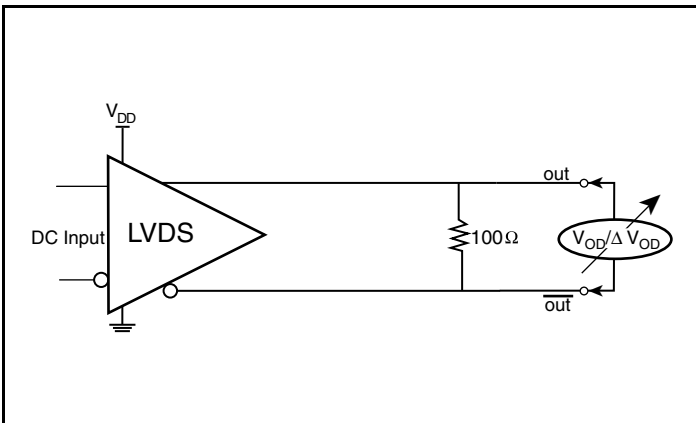 V_DD
out
DC Input
LVDS
100Ω
V_OD/Δ V_OD
out